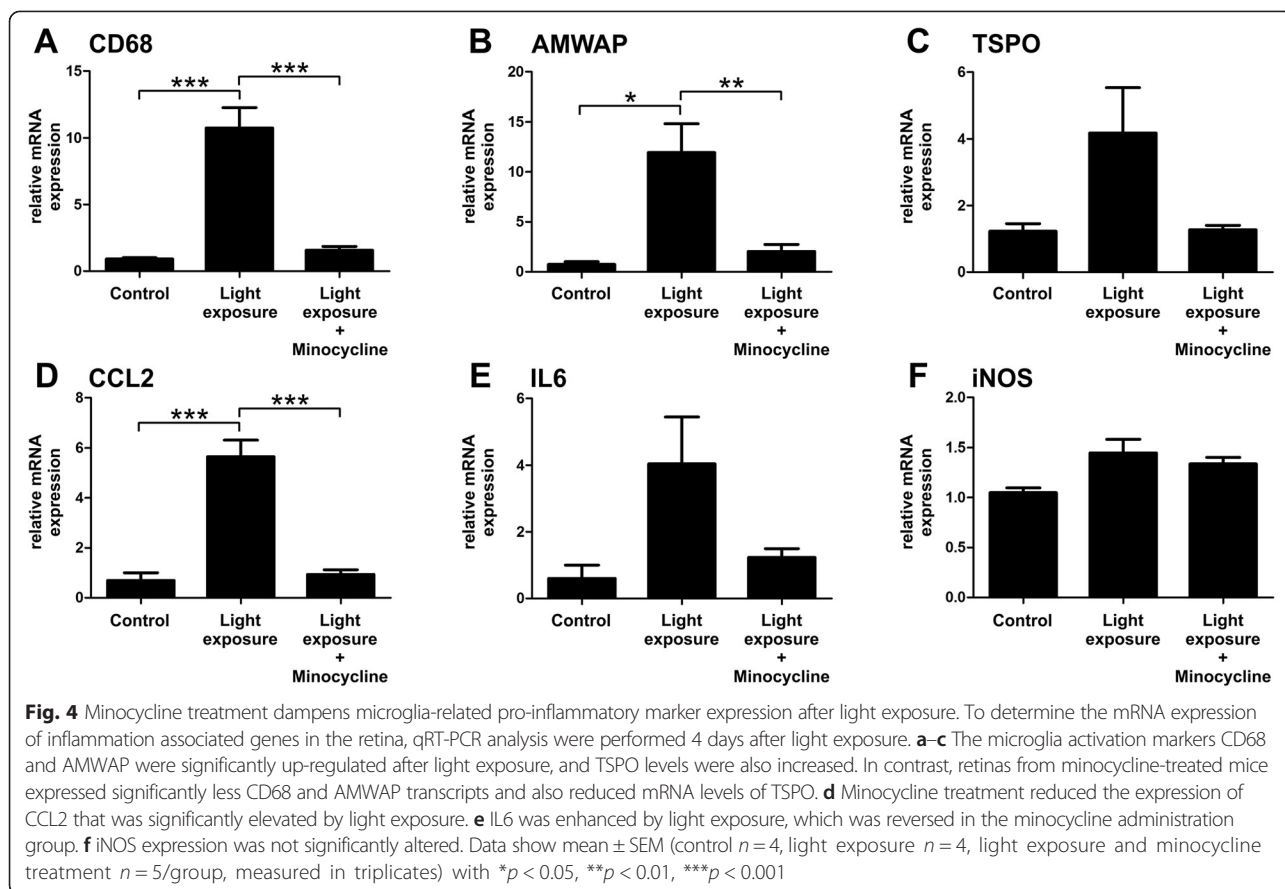 A CD68
*** ***
15
10
5
0
relative mRNA
expression
Control
Light
exposure
Light
exposure
+
Minocycline
B AMWAP
* **
20
15
10
5
0
relative mRNA
expression
Control
Light
exposure
Light
exposure
+
Minocycline
C TSPO
6
4
2
0
relative mRNA
expression
Control
Light
exposure
Light
exposure
+
Minocycline
D CCL2
*** ***
8
6
4
2
0
relative mRNA
expression
Control
Light
exposure
Light
exposure
+
Minocycline
E IL6
6
4
2
0
relative mRNA
expression
Control
Light
exposure
Light
exposure
+
Minocycline
F iNOS
2.0
1.5
1.0
0.5
0.0
relative mRNA
expression
Control
Light
exposure
Light
exposure
+
Minocycline
Fig. 4 Minocycline treatment dampens microglia-related pro-inflammatory marker expression after light exposure. To determine the mRNA expression
of inflammation associated genes in the retina, qRT-PCR analysis were performed 4 days after light exposure. a–c The microglia activation markers CD68
and AMWAP were significantly up-regulated after light exposure, and TSPO levels were also increased. In contrast, retinas from minocycline-treated mice
expressed significantly less CD68 and AMWAP transcripts and also reduced mRNA levels of TSPO. d Minocycline treatment reduced the expression of
CCL2 that was significantly elevated by light exposure. e IL6 was enhanced by light exposure, which was reversed in the minocycline administration
group. f iNOS expression was not significantly altered. Data show mean ± SEM (control n = 4, light exposure n = 4, light exposure and minocycline
treatment n = 5/group, measured in triplicates) with *p < 0.05, **p < 0.01, ***p < 0.001